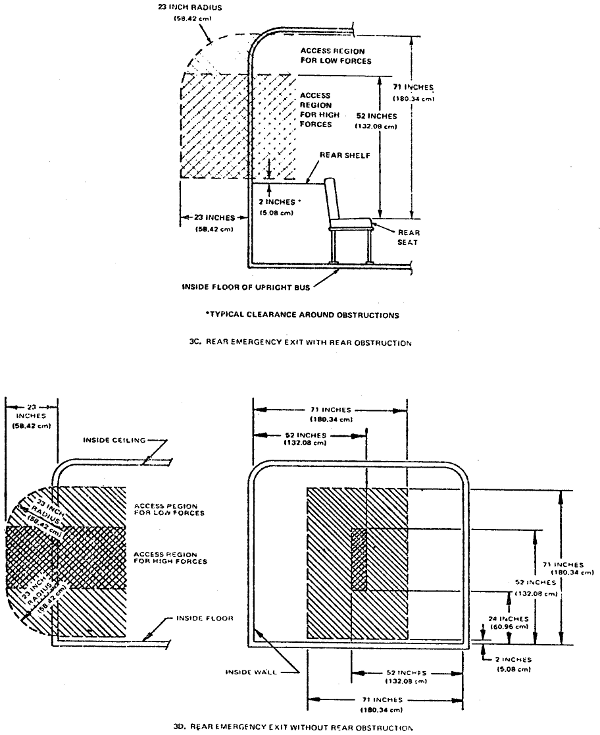 23 INCH RADIUS
(58.42 cm)
ACCESS REGION
FOR LOW FORCES
71 INCHES
(180.34 cm)
ACCESS
REGION
FOR HIGH
FORCES
52 INCHES
(132.08 cm)
REAR SHELF
2 INCHES *
(5.08 cm)
23 INCHES
(58.42 cm)
REAR
SEAT
INSIDE FLOOR OF UPRIGHT BUS
*TYPICAL CLEARANCE AROUND OBSTRUCTIONS
3C. REAR EMERGENCY EXIT WITH REAR OBSTRUCTION
23
INCHES
(58.42 cm)
INSIDE CEILING
23 INCH
RADIUS
(58.42 cm)
ACCESS REGION
FOR LOW FORCES
ACCESS REGION
FOR HIGH FORCES
23 INCH
RADIUS
(58.42 cm)
INSIDE FLOOR
71 INCHES
(180.34 cm)
52 INCHES
(132.08 cm)
71 INCHES
(180.34 cm)
52 INCHES
(132.08 cm)
24 INCHES
(60.96 cm)
2 INCHES
(5.08 cm)
INSIDE WALL
52 INCHES
(132.08 cm)
71 INCHES
(180.34 cm)
3D. REAR EMERGENCY EXIT WITHOUT REAR OBSTRUCTION